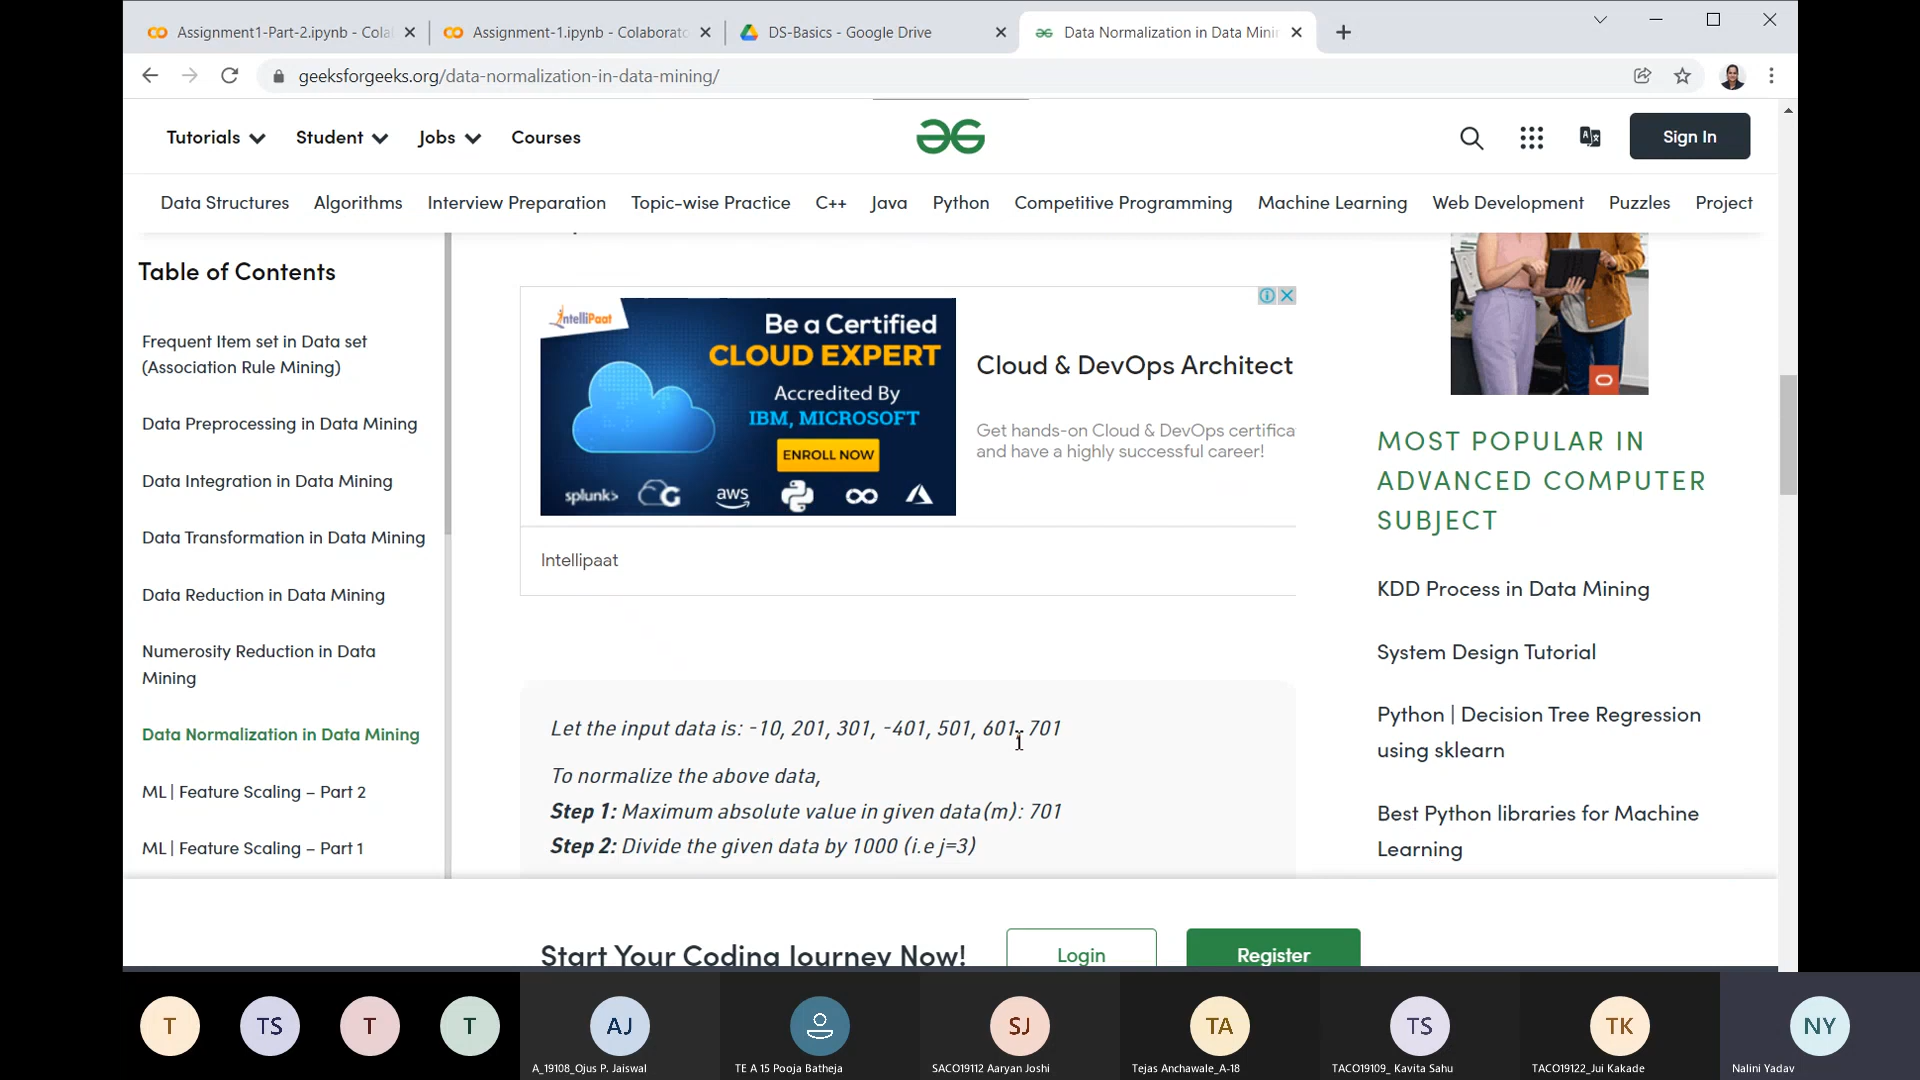 Assignment1-Part-2.ipynb - Cola
Assignment-1.ipynb - Colaborato
DS-Basics - Google Drive
Data Normalization in Data Minin
geeksforgeeks.org/data-normalization-in-data-mining/
Tutorials
Student
Jobs
Courses
Sign In
Data Structures
Algorithms
Interview Preparation
Topic-wise Practice
C++
Java
Python
Competitive Programming
Machine Learning
Web Development
Puzzles
Project
Table of Contents
Frequent Item set in Data set
(Association Rule Mining)
Data Preprocessing in Data Mining
Data Integration in Data Mining
Data Transformation in Data Mining
Data Reduction in Data Mining
Numerosity Reduction in Data
Mining
Data Normalization in Data Mining
ML | Feature Scaling – Part 2
ML | Feature Scaling – Part 1
intelliPaat
Be a Certified
CLOUD EXPERT
Accredited By
IBM, MICROSOFT
ENROLL NOW
splunk>
aws
Cloud & DevOps Architect
Get hands-on Cloud & DevOps certifica
and have a highly successful career!
Intellipaat
Let the input data is: -10, 201, 301, -401, 501, 601, 701
To normalize the above data,
Step 1: Maximum absolute value in given data(m): 701
Step 2: Divide the given data by 1000 (i.e j=3)
MOST POPULAR IN
ADVANCED COMPUTER
SUBJECT
KDD Process in Data Mining
System Design Tutorial
Python | Decision Tree Regression
using sklearn
Best Python libraries for Machine
Learning
Start Your Coding Journey Now!
Login
Register
T
TS
T
T
AJ
A_19108_Ojus P. Jaiswal
TE A 15 Pooja Batheja
SJ
SACO19112 Aaryan Joshi
TA
Tejas Anchawale_A-18
TS
TACO19109_ Kavita Sahu
TK
TACO19122_Jui Kakade
NY
Nalini Yadav